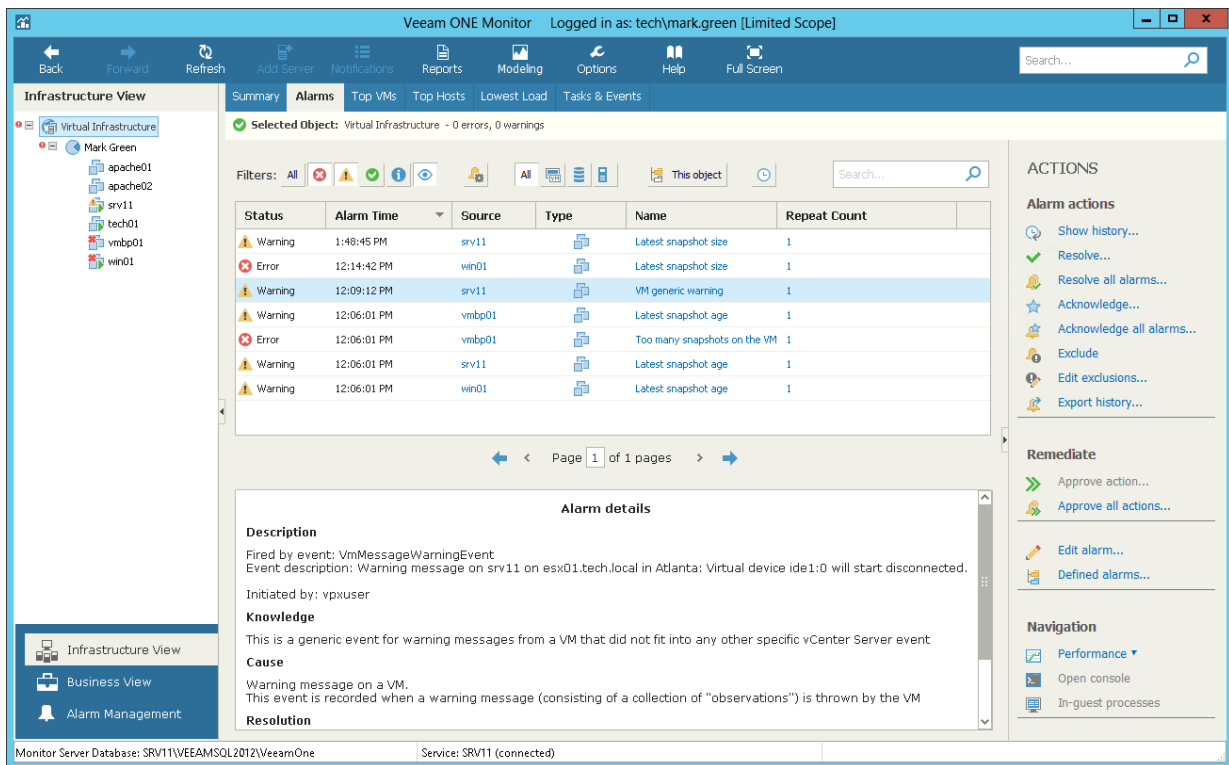 Veeam ONE Monitor Logged in as: tech\mark.green [Limited Scope]
Back Forward Refresh Add Server Notifications Reports Modeling Options Help Full Screen Search...
Infrastructure View
Summary Alarms Top VMs Top Hosts Lowest Load Tasks & Events
Selected Object: Virtual Infrastructure - 0 errors, 0 warnings
Virtual Infrastructure
Mark Green
apache01
apache02
srv11
tech01
vmbp01
win01
Filters: All All This object Search...
Status Alarm Time Source Type Name Repeat Count
Warning 1:48:45 PM srv11 Latest snapshot size 1
Error 12:14:42 PM win01 Latest snapshot size 1
Warning 12:09:12 PM srv11 VM generic warning 1
Warning 12:06:01 PM vmbp01 Latest snapshot age 1
Error 12:06:01 PM vmbp01 Too many snapshots on the VM 1
Warning 12:06:01 PM srv11 Latest snapshot age 1
Warning 12:06:01 PM win01 Latest snapshot age 1
Page 1 of 1 pages
Alarm details
Description
Fired by event: VmMessageWarningEvent
Event description: Warning message on srv11 on esx01.tech.local in Atlanta: Virtual device ide1:0 will start disconnected.
Initiated by: vpxuser
Knowledge
This is a generic event for warning messages from a VM that did not fit into any other specific vCenter Server event
Cause
Warning message on a VM.
This event is recorded when a warning message (consisting of a collection of "observations") is thrown by the VM
Resolution
ACTIONS
Alarm actions
Show history...
Resolve...
Resolve all alarms...
Acknowledge...
Acknowledge all alarms...
Exclude
Edit exclusions...
Export history...
Remediate
Approve action...
Approve all actions...
Edit alarm...
Defined alarms...
Navigation
Performance
Open console
In-guest processes
Infrastructure View
Business View
Alarm Management
Monitor Server Database: SRV11\VEEAMSQL2012\VeeamOne Service: SRV11 (connected)